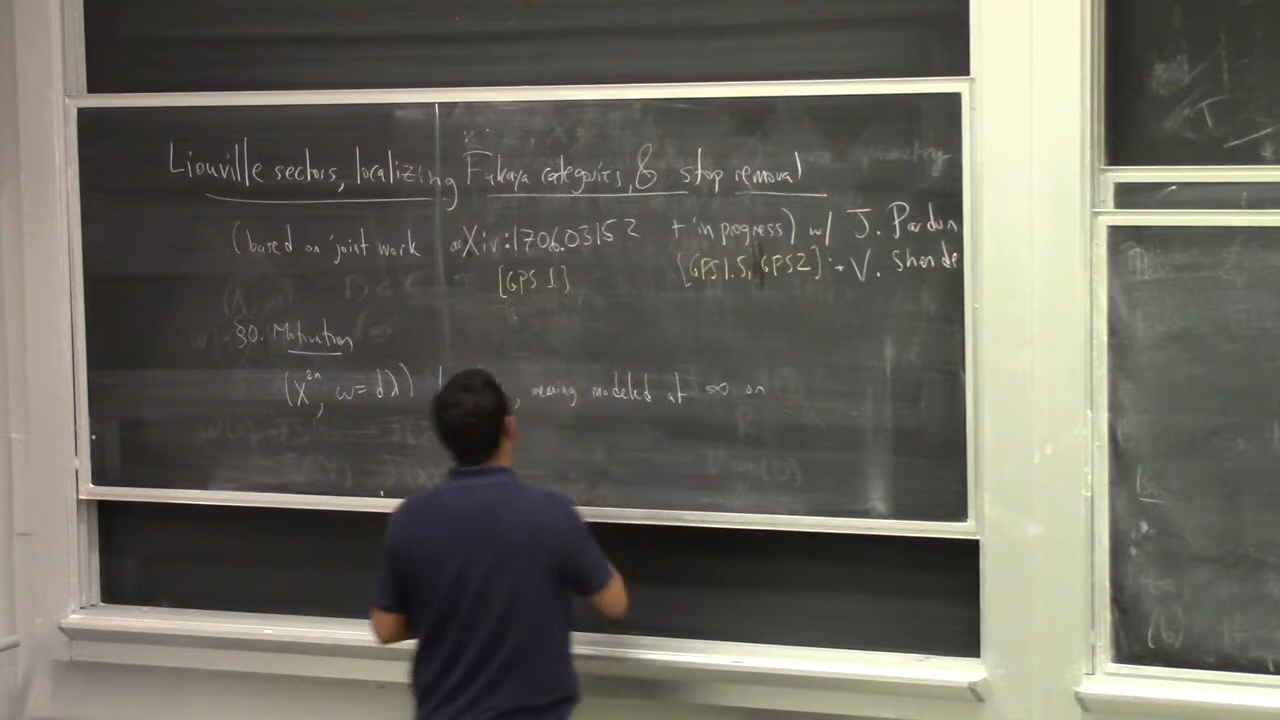 Liouville sectors, localizing Fukaya categories, & stop removal
(based on joint work arXiv:1706.03152 + in progress) w/ J. Pardon
[GPS 1] [GPS1.5, GPS2] + V. Shende
§0. Motivation
(X²ⁿ, ω = dλ) , meaning modeled at ∞ on
(b)